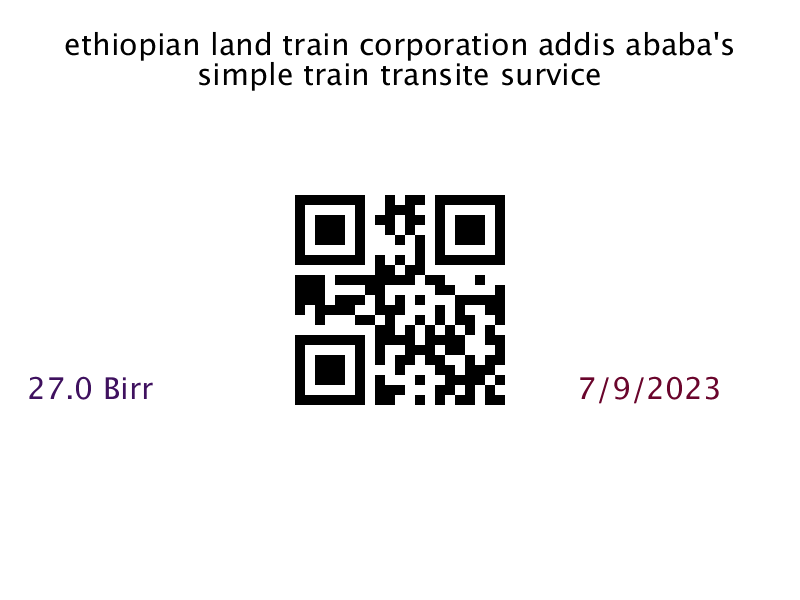 ethiopian land train corporation addis ababa's
simple train transite survice
27.0 Birr
7/9/2023